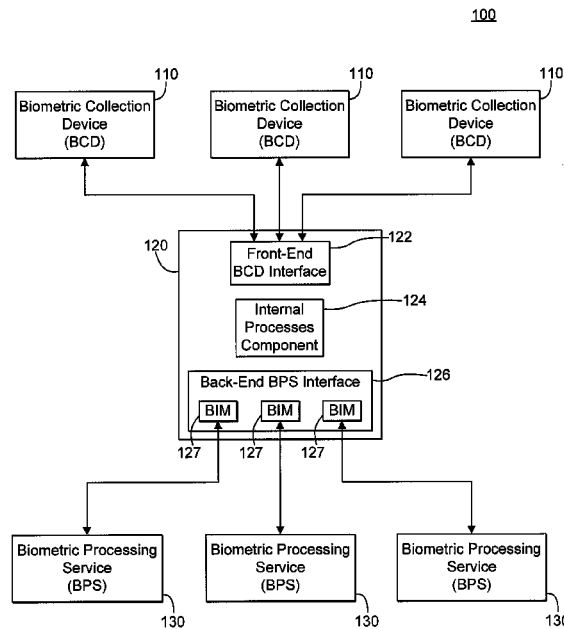 100
110
110
110
Biometric Collection
Device
(BCD)
Biometric Collection
Device
(BCD)
Biometric Collection
Device
(BCD)
120
122
Front-End
BCD Interface
124
Internal
Processes
Component
126
Back-End BPS Interface
BIM
BIM
BIM
127
127
127
Biometric Processing
Service
(BPS)
Biometric Processing
Service
(BPS)
Biometric Processing
Service
(BPS)
130
130
130